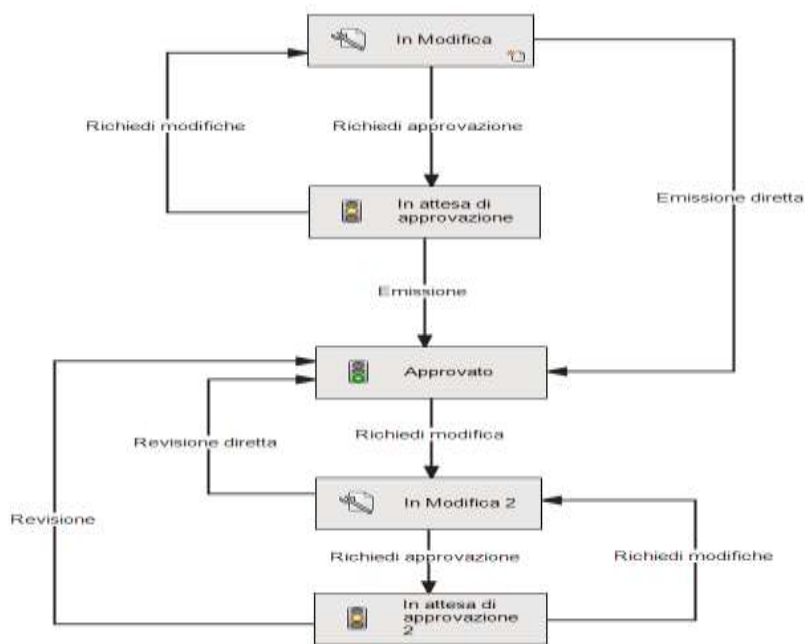 In Modifica
Richiedi modifiche
Richiedi approvazione
In attesa di
approvazione
Emissione diretta
Emissione
Approvato
Richiedi modifica
Revisione diretta
In Modifica 2
Revisione
Richiedi approvazione
Richiedi modifiche
In attesa di
approvazione
2